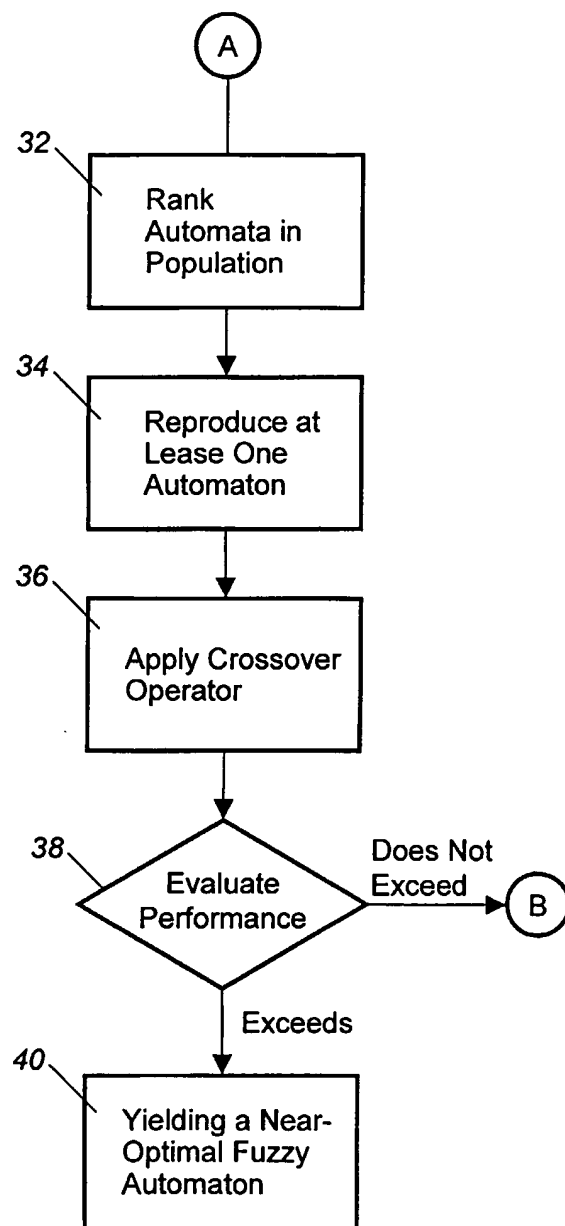 A
32
Rank
Automata in
Population
34
Reproduce at
Lease One
Automaton
36
Apply Crossover
Operator
38
Evaluate
Performance
Does Not
Exceed
B
Exceeds
40
Yielding a Near-
Optimal Fuzzy
Automaton